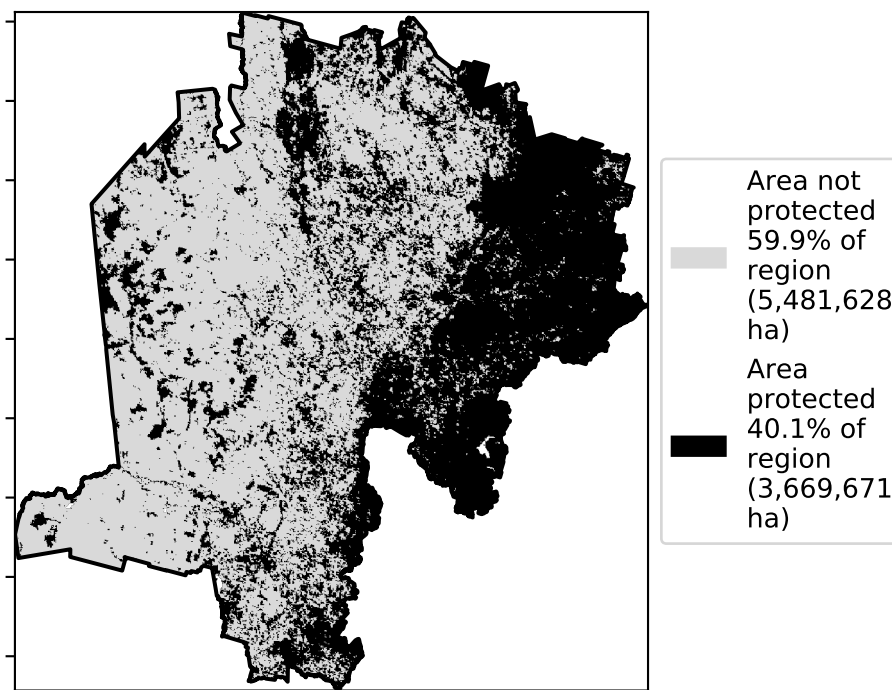 Area not
protected
59.9% of
region
(5,481,628
ha)
Area
protected
40.1% of
region
(3,669,671
ha)